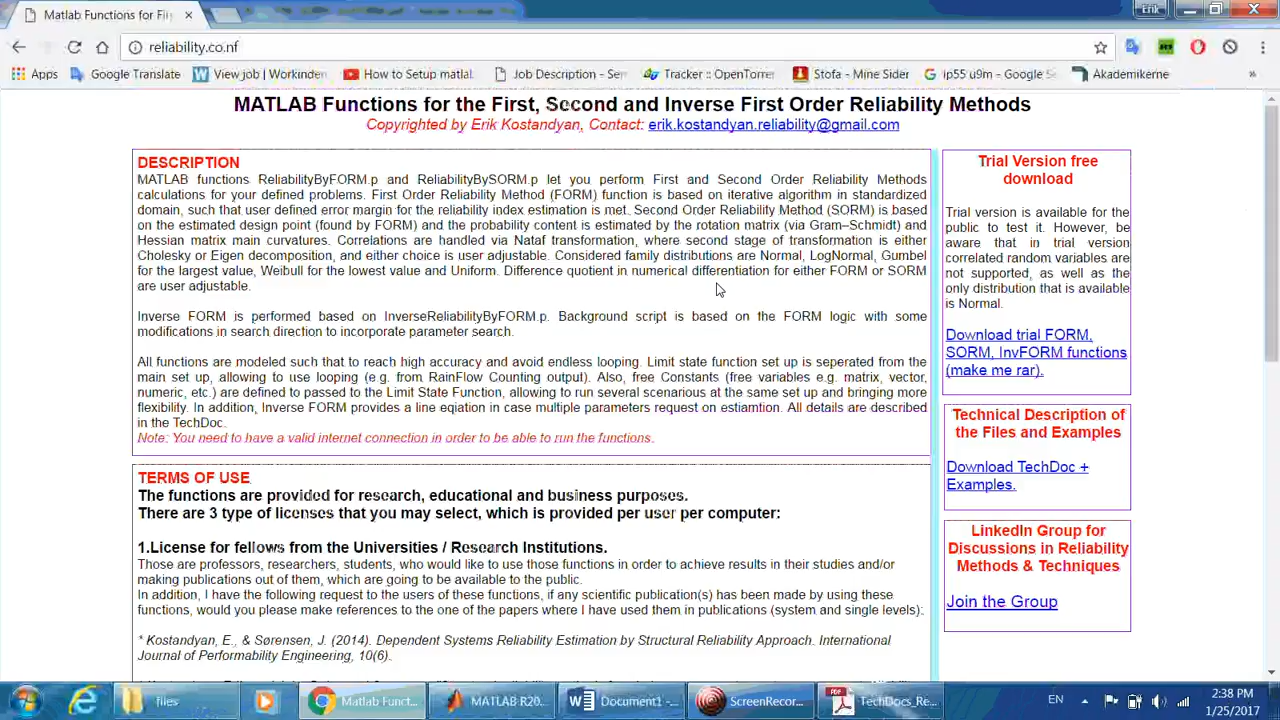 Matlab Functions for Fi
Erik
reliability.co.nf
Apps
Google Translate
View job | Workinden
How to Setup matlal
Job Description - Sen
Tracker :: OpenTorre
Stofa - Mine Sider
ip55 u9m - Google S
Akademikerne
»
MATLAB Functions for the First, Second and Inverse First Order Reliability Methods
Copyrighted by Erik Kostandyan, Contact: erik.kostandyan.reliability@gmail.com
DESCRIPTION
MATLAB functions ReliabilityByFORM.p and ReliabilityBySORM.p let you perform First and Second Order Reliability Methods
calculations for your defined problems. First Order Reliability Method (FORM) function is based on iterative algorithm in standardized
domain, such that user defined error margin for the reliability index estimation is met. Second Order Reliability Method (SORM) is based
on the estimated design point (found by FORM) and the probability content is estimated by the rotation matrix (via Gram–Schmidt) and
Hessian matrix main curvatures. Correlations are handled via Nataf transformation, where second stage of transformation is either
Cholesky or Eigen decomposition, and either choice is user adjustable. Considered family distributions are Normal, LogNormal, Gumbel
for the largest value, Weibull for the lowest value and Uniform. Difference quotient in numerical differentiation for either FORM or SORM
are user adjustable.
Inverse FORM is performed based on InverseReliabilityByFORM.p. Background script is based on the FORM logic with some
modifications in search direction to incorporate parameter search.
All functions are modeled such that to reach high accuracy and avoid endless looping. Limit state function set up is seperated from the
main set up, allowing to use looping (e.g. from RainFlow Counting output). Also, free Constants (free variables e.g. matrix, vector,
numeric, etc.) are defined to passed to the Limit State Function, allowing to run several scenarious at the same set up and bringing more
flexibility. In addition, Inverse FORM provides a line eqiation in case multiple parameters request on estiamtion. All details are described
in the TechDoc.
Note: You need to have a valid internet connection in order to be able to run the functions.
TERMS OF USE
The functions are provided for research, educational and business purposes.
There are 3 type of licenses that you may select, which is provided per user per computer:
1.License for fellows from the Universities / Research Institutions.
Those are professors, researchers, students, who would like to use those functions in order to achieve results in their studies and/or
making publications out of them, which are going to be available to the public.
In addition, I have the following request to the users of these functions, if any scientific publication(s) has been made by using these
functions, would you please make references to the one of the papers where I have used them in publications (system and single levels):
* Kostandyan, E., & Sørensen, J. (2014). Dependent Systems Reliability Estimation by Structural Reliability Approach. International
Journal of Performability Engineering, 10(6).
Trial Version free
download
Trial version is available for the
public to test it. However, be
aware that in trial version
correlated random variables are
not supported, as well as the
only distribution that is available
is Normal.
Download trial FORM,
SORM, InvFORM functions
(make me rar).
Technical Description of
the Files and Examples
Download TechDoc +
Examples.
LinkedIn Group for
Discussions in Reliability
Methods & Techniques
Join the Group
files
Matlab Funct...
MATLAB R20...
Document1 -...
ScreenRecor...
TechDocs_Re...
EN
2:38 PM
1/25/2017